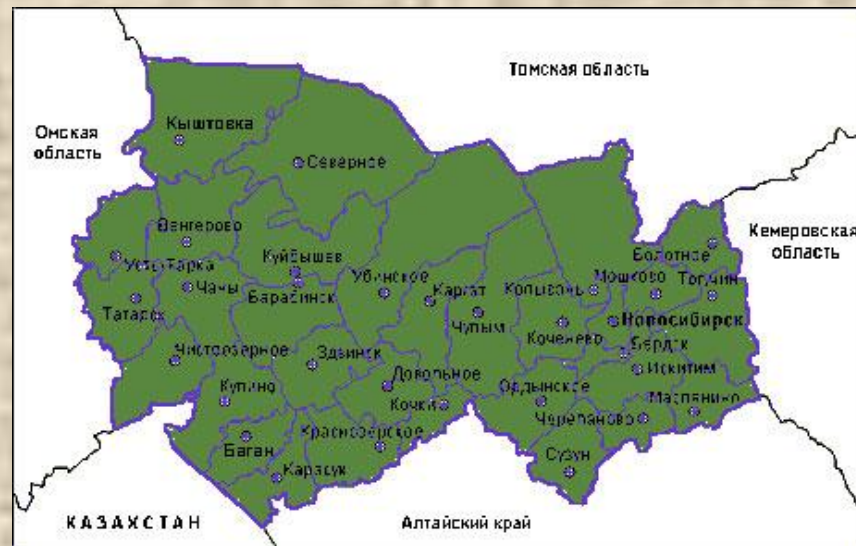 Томская область
Омская
область
Кыштовка
Северное
Кемеровская
область
Венгерово
Болотное
Усть-Тарка
Куйбышев
Чаны
Барабинск
Убинское
Каргат
Колывань
Мошково
Тогучин
Татарск
Чулым
Коченево
Новосибирск
Бердск
Чистоозерное
Здвинск
Искитим
Купино
Довольное
Кочки
Ордынское
Маслянино
Черепаново
Краснозерское
Баган
Карасук
Сузун
КАЗАХСТАН
Алтайский край